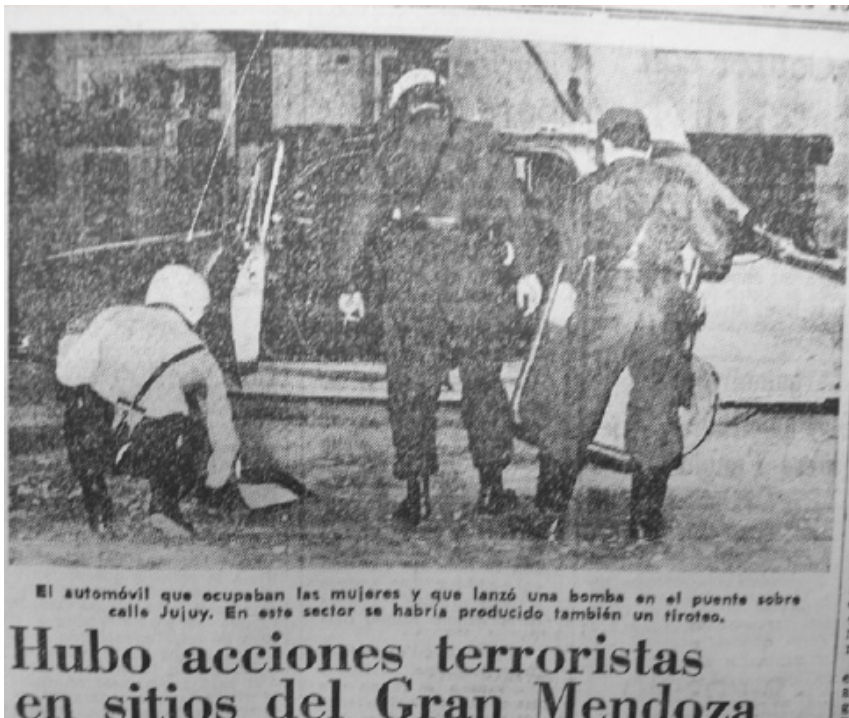 El automóvil que ocupaban las mujeres y que lanzó una bomba en el puente sobre
calle Jujuy. En este sector se habría producido también un tiroteo.
Hubo acciones terroristas
en sitios del Gran Mendoza